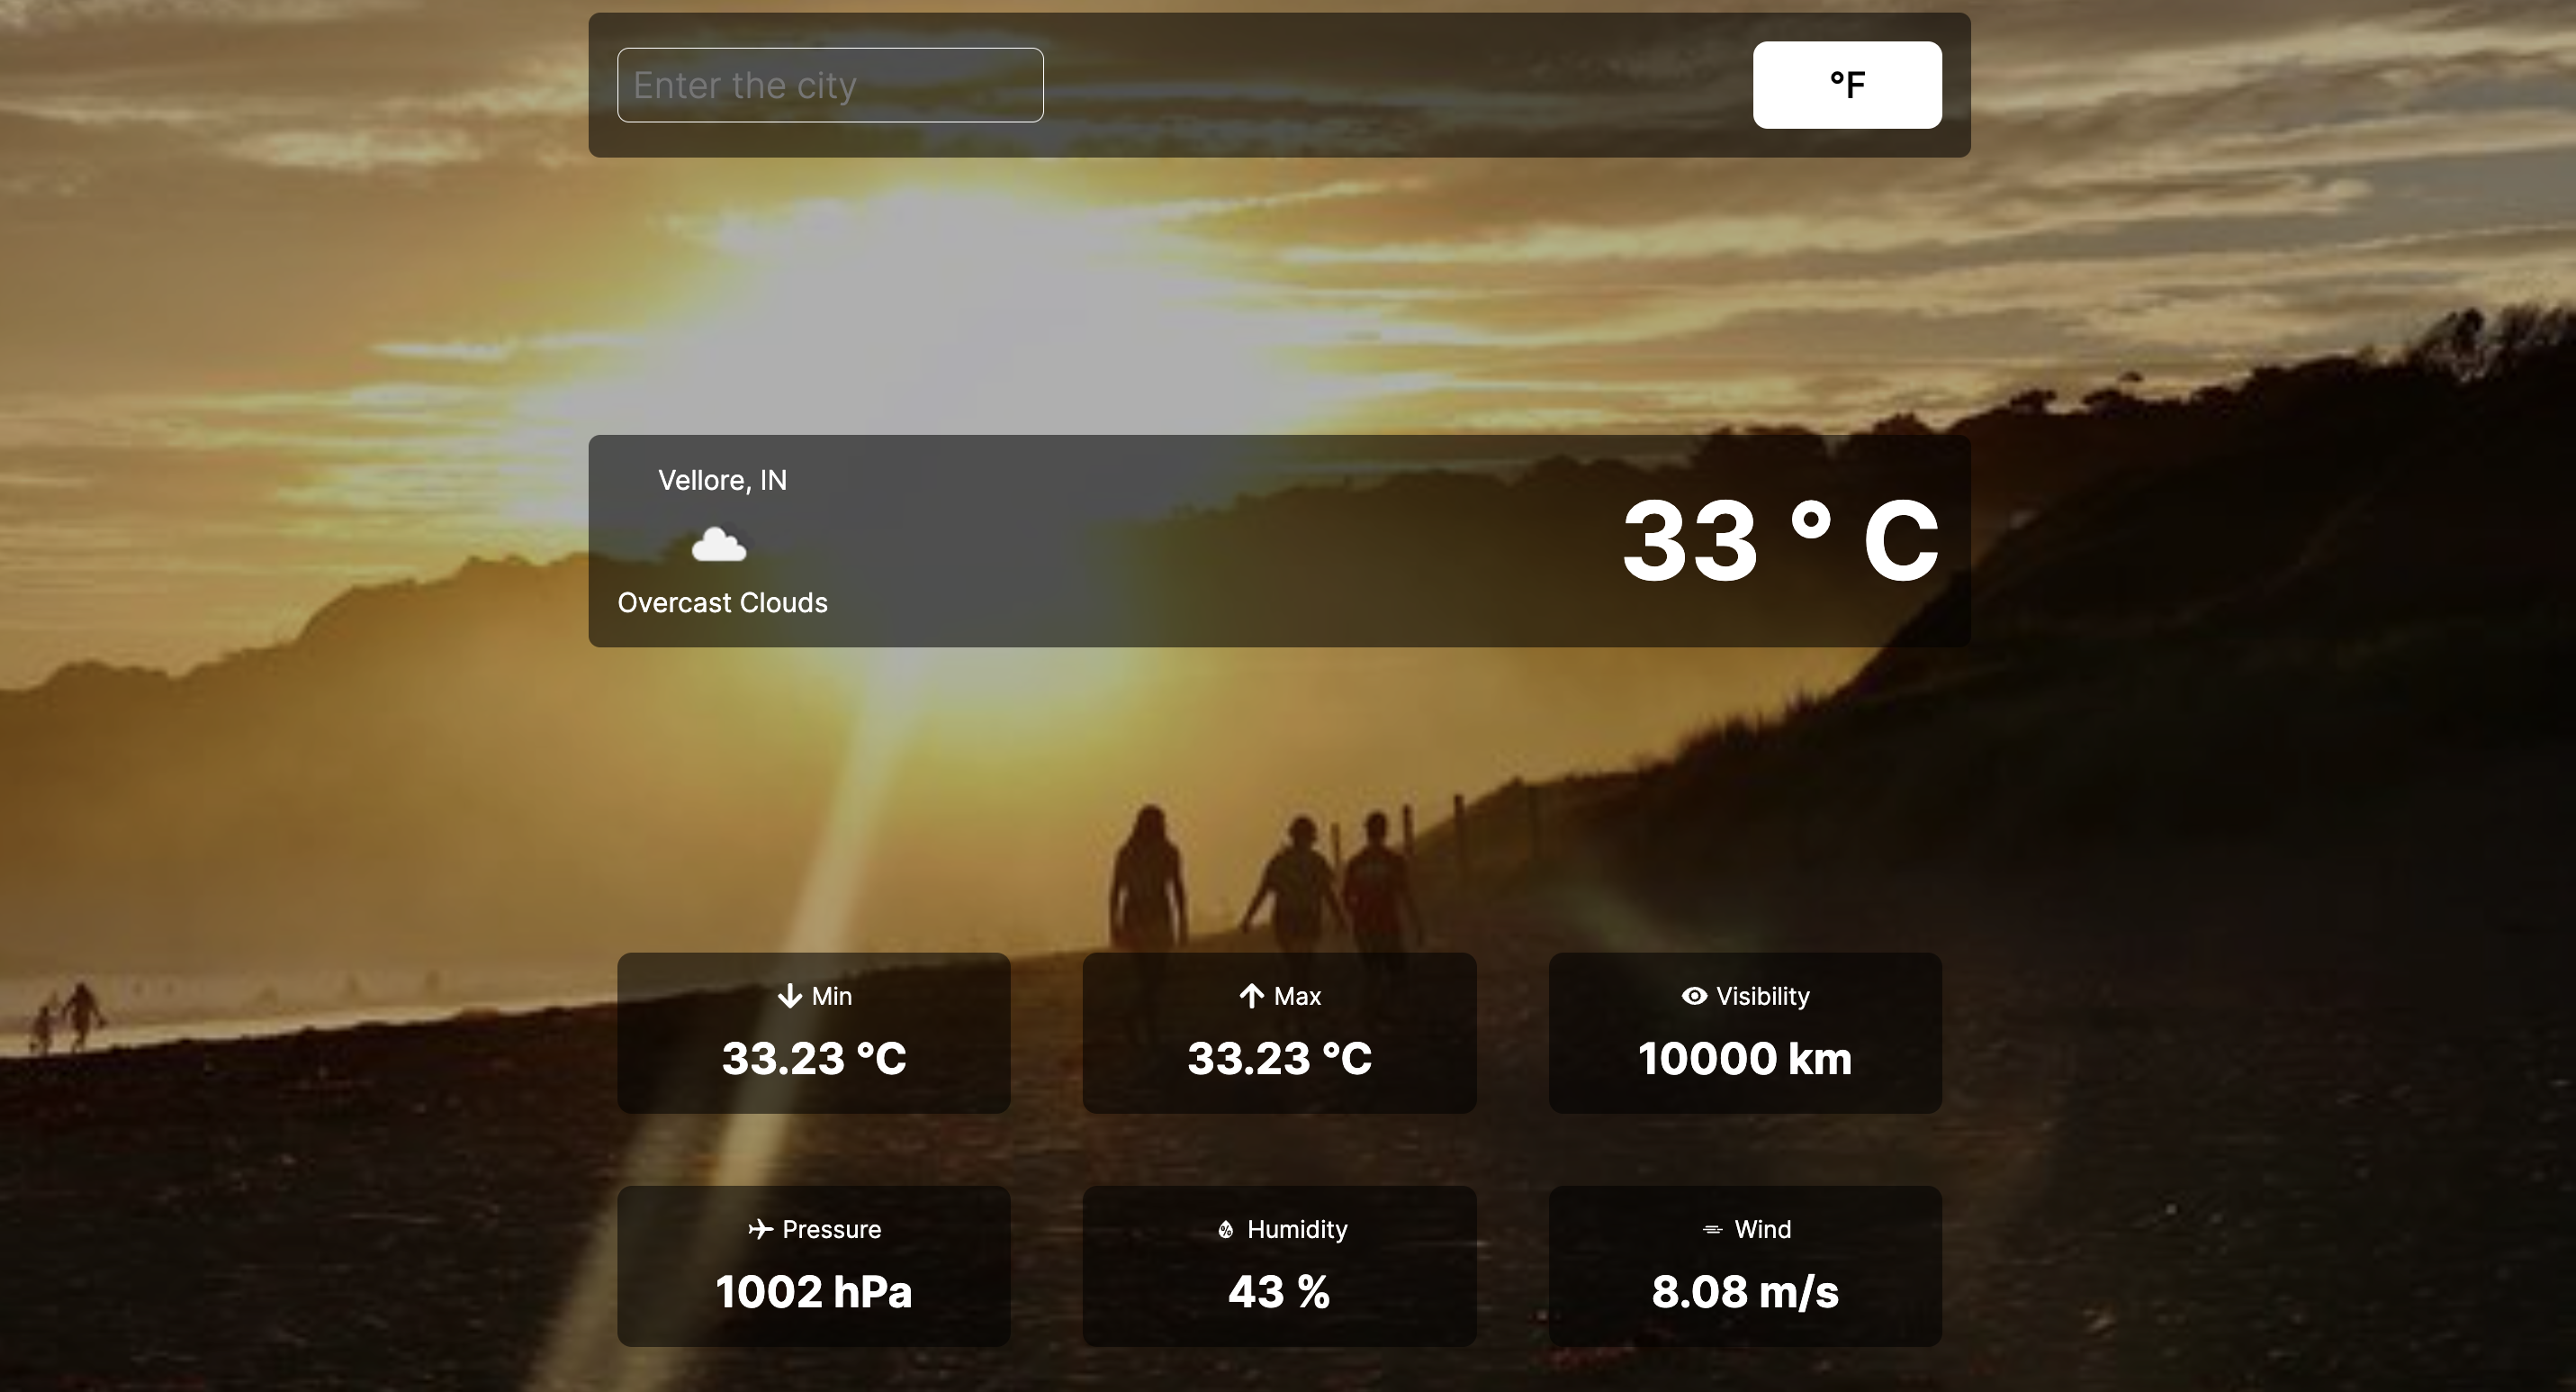 Enter the city
°F
Vellore, IN
Overcast Clouds
33 ° C
Min
33.23 °C
Max
33.23 °C
Visibility
10000 km
Pressure
1002 hPa
Humidity
43 %
Wind
8.08 m/s